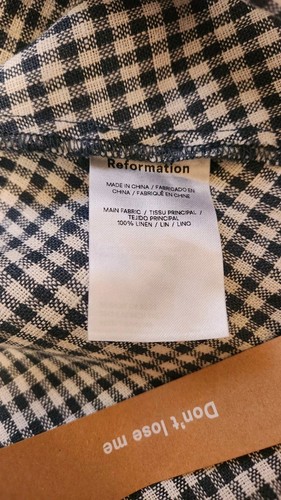 Reformation
MADE IN CHINA / FABRICADO EN
CHINA / FABRIQUÉ EN CHINE
MAIN FABRIC / TISSU PRINCIPAL /
TEJIDO PRINCIPAL
100% LINEN / LIN / LINO
Don't lose me